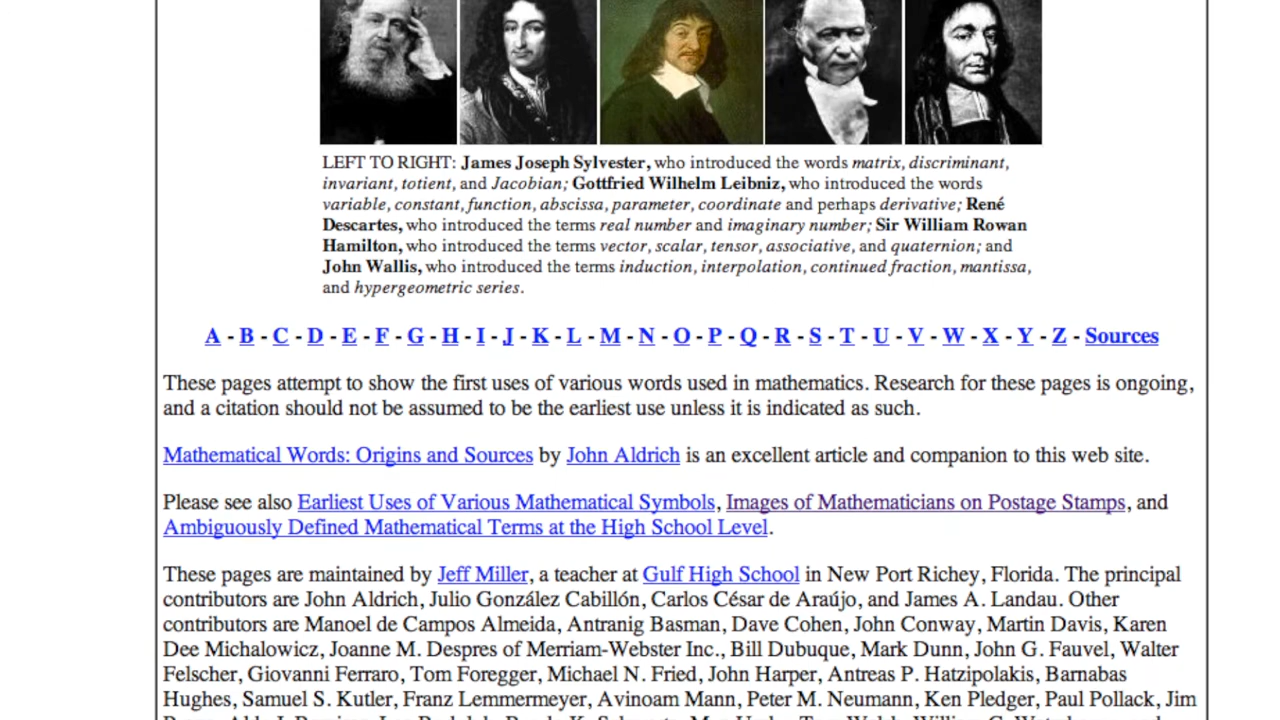 LEFT TO RIGHT: James Joseph Sylvester, who introduced the words matrix, discriminant,
invariant, totient, and Jacobian; Gottfried Wilhelm Leibniz, who introduced the words
variable, constant, function, abscissa, parameter, coordinate and perhaps derivative; René
Descartes, who introduced the terms real number and imaginary number; Sir William Rowan
Hamilton, who introduced the terms vector, scalar, tensor, associative, and quaternion; and
John Wallis, who introduced the terms induction, interpolation, continued fraction, mantissa,
and hypergeometric series.
A - B - C - D - E - F - G - H - I - J - K - L - M - N - O - P - Q - R - S - T - U - V - W - X - Y - Z - Sources
These pages attempt to show the first uses of various words used in mathematics. Research for these pages is ongoing,
and a citation should not be assumed to be the earliest use unless it is indicated as such.
Mathematical Words: Origins and Sources by John Aldrich is an excellent article and companion to this web site.
Please see also Earliest Uses of Various Mathematical Symbols, Images of Mathematicians on Postage Stamps, and
Ambiguously Defined Mathematical Terms at the High School Level.
These pages are maintained by Jeff Miller, a teacher at Gulf High School in New Port Richey, Florida. The principal
contributors are John Aldrich, Julio González Cabillón, Carlos César de Araújo, and James A. Landau. Other
contributors are Manoel de Campos Almeida, Antranig Basman, Dave Cohen, John Conway, Martin Davis, Karen
Dee Michalowicz, Joanne M. Despres of Merriam-Webster Inc., Bill Dubuque, Mark Dunn, John G. Fauvel, Walter
Felscher, Giovanni Ferraro, Tom Foregger, Michael N. Fried, John Harper, Antreas P. Hatzipolakis, Barnabas
Hughes, Samuel S. Kutler, Franz Lemmermeyer, Avinoam Mann, Peter M. Neumann, Ken Pledger, Paul Pollack, Jim